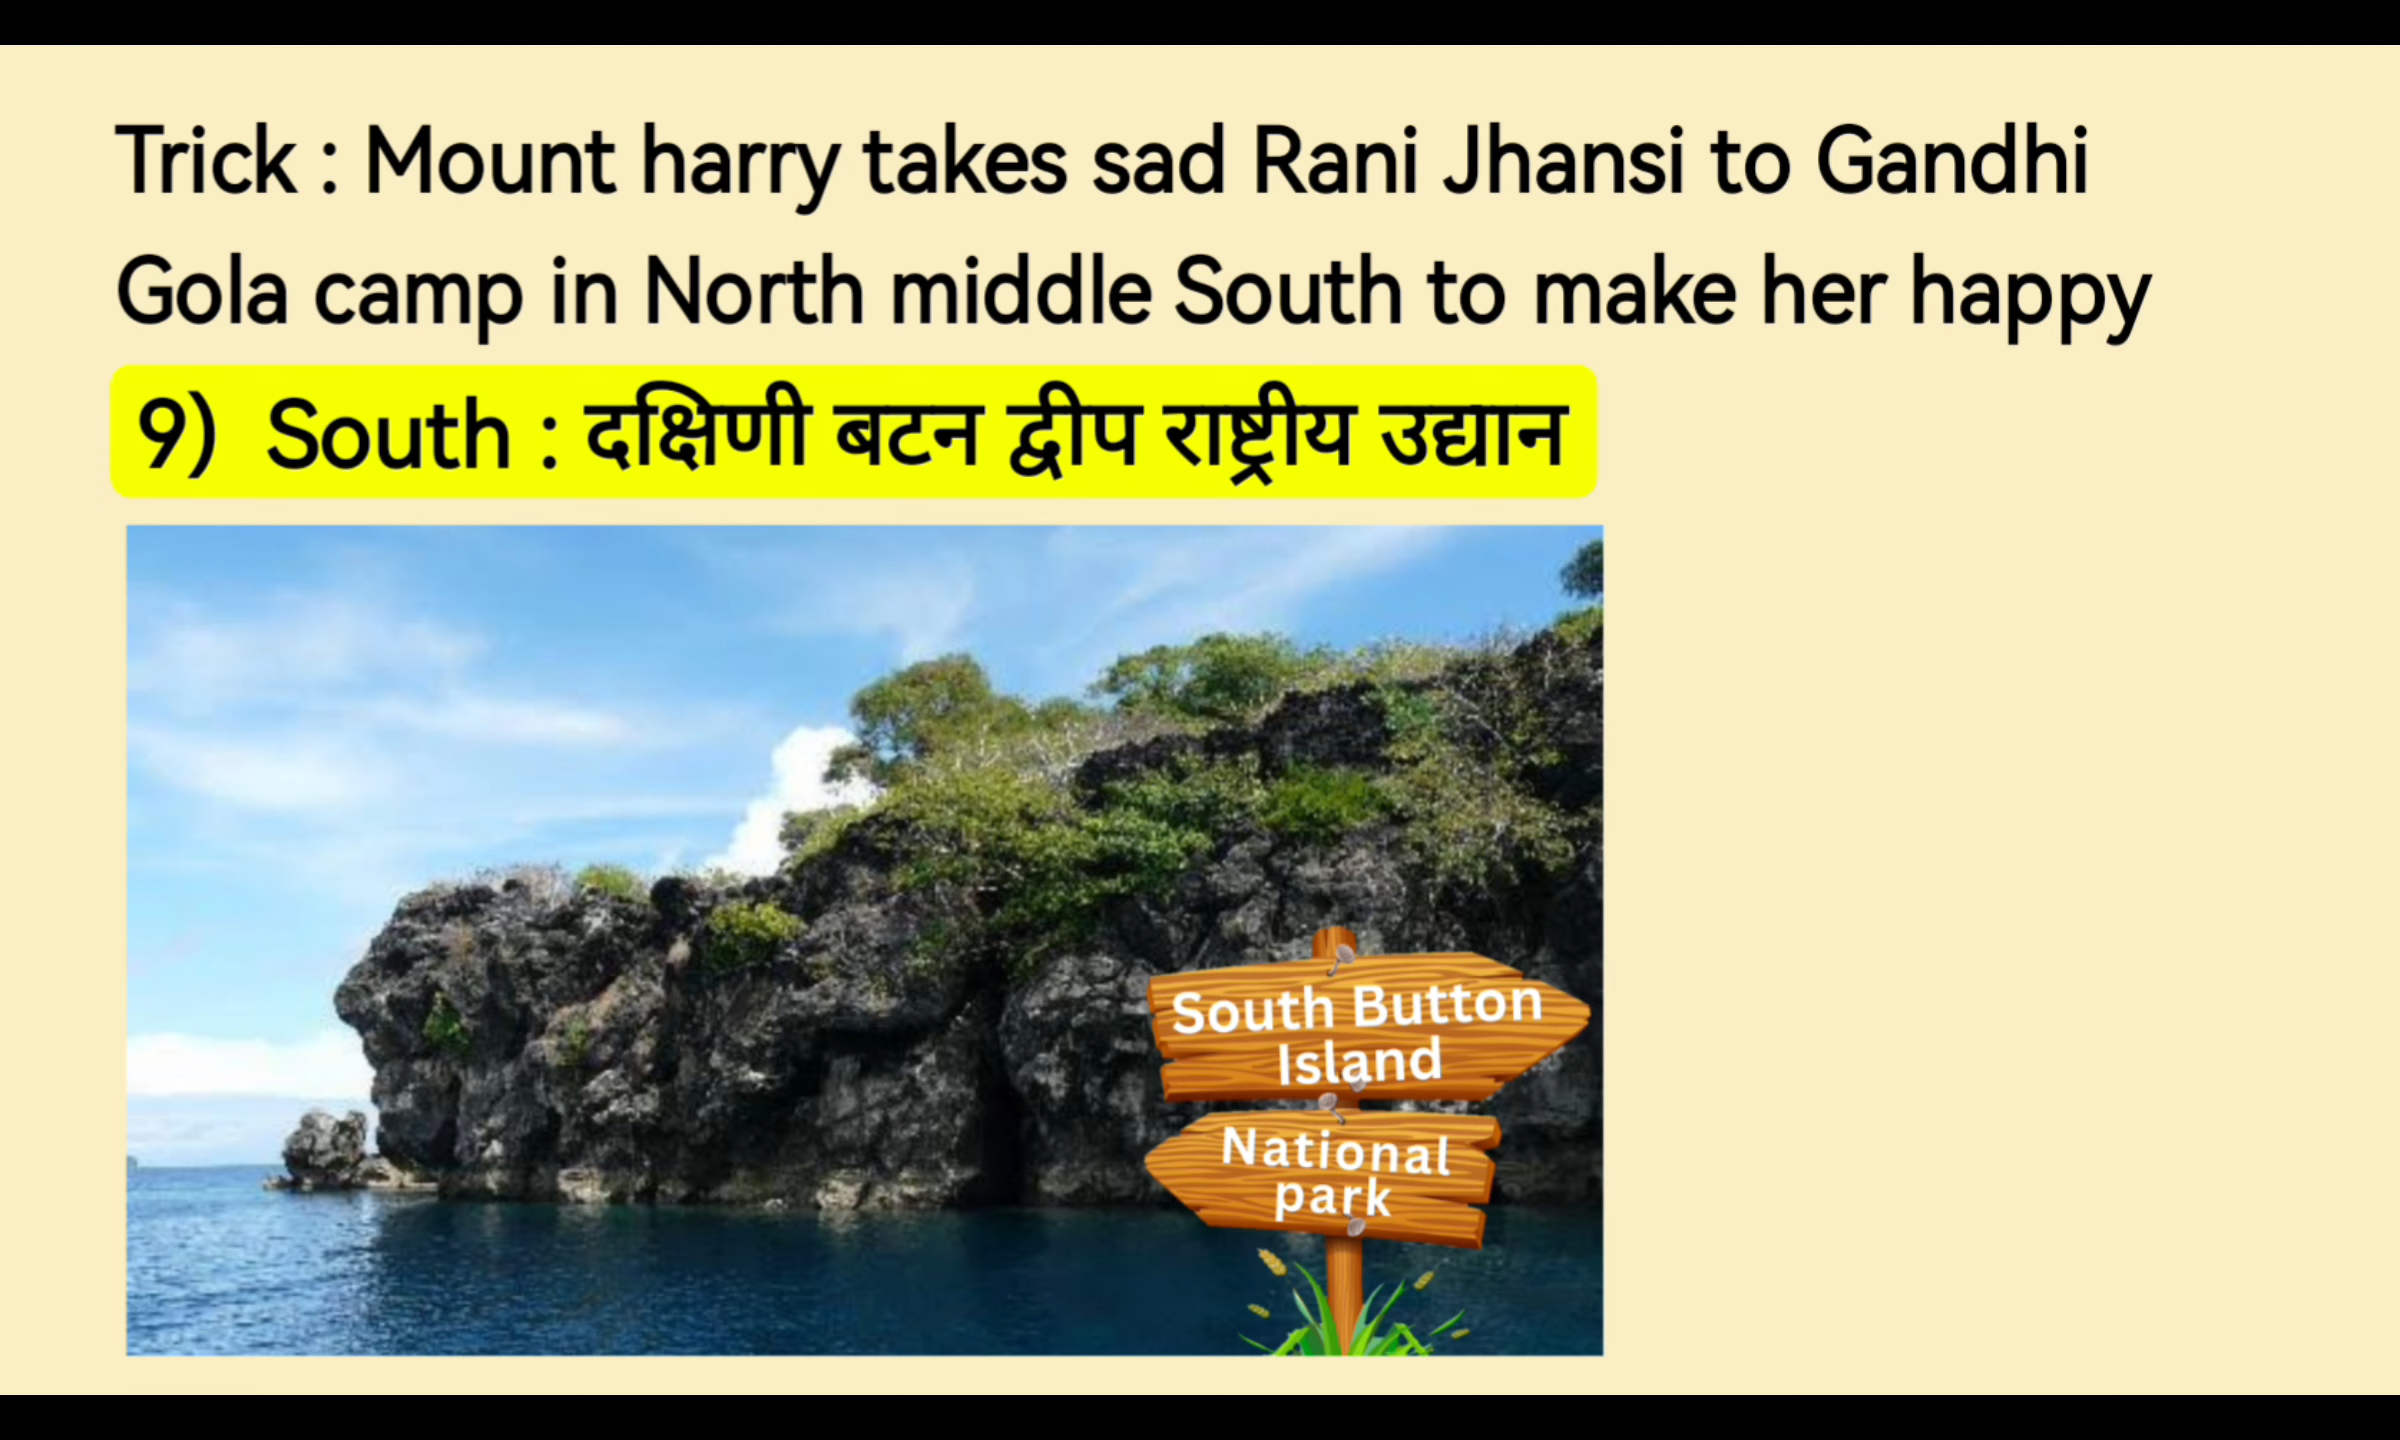 Trick : Mount harry takes sad Rani Jhansi to Gandhi
Gola camp in North middle South to make her happy
9) South : दक्षिणी बटन द्वीप राष्ट्रीय उद्यान
South Button
Island
National
park